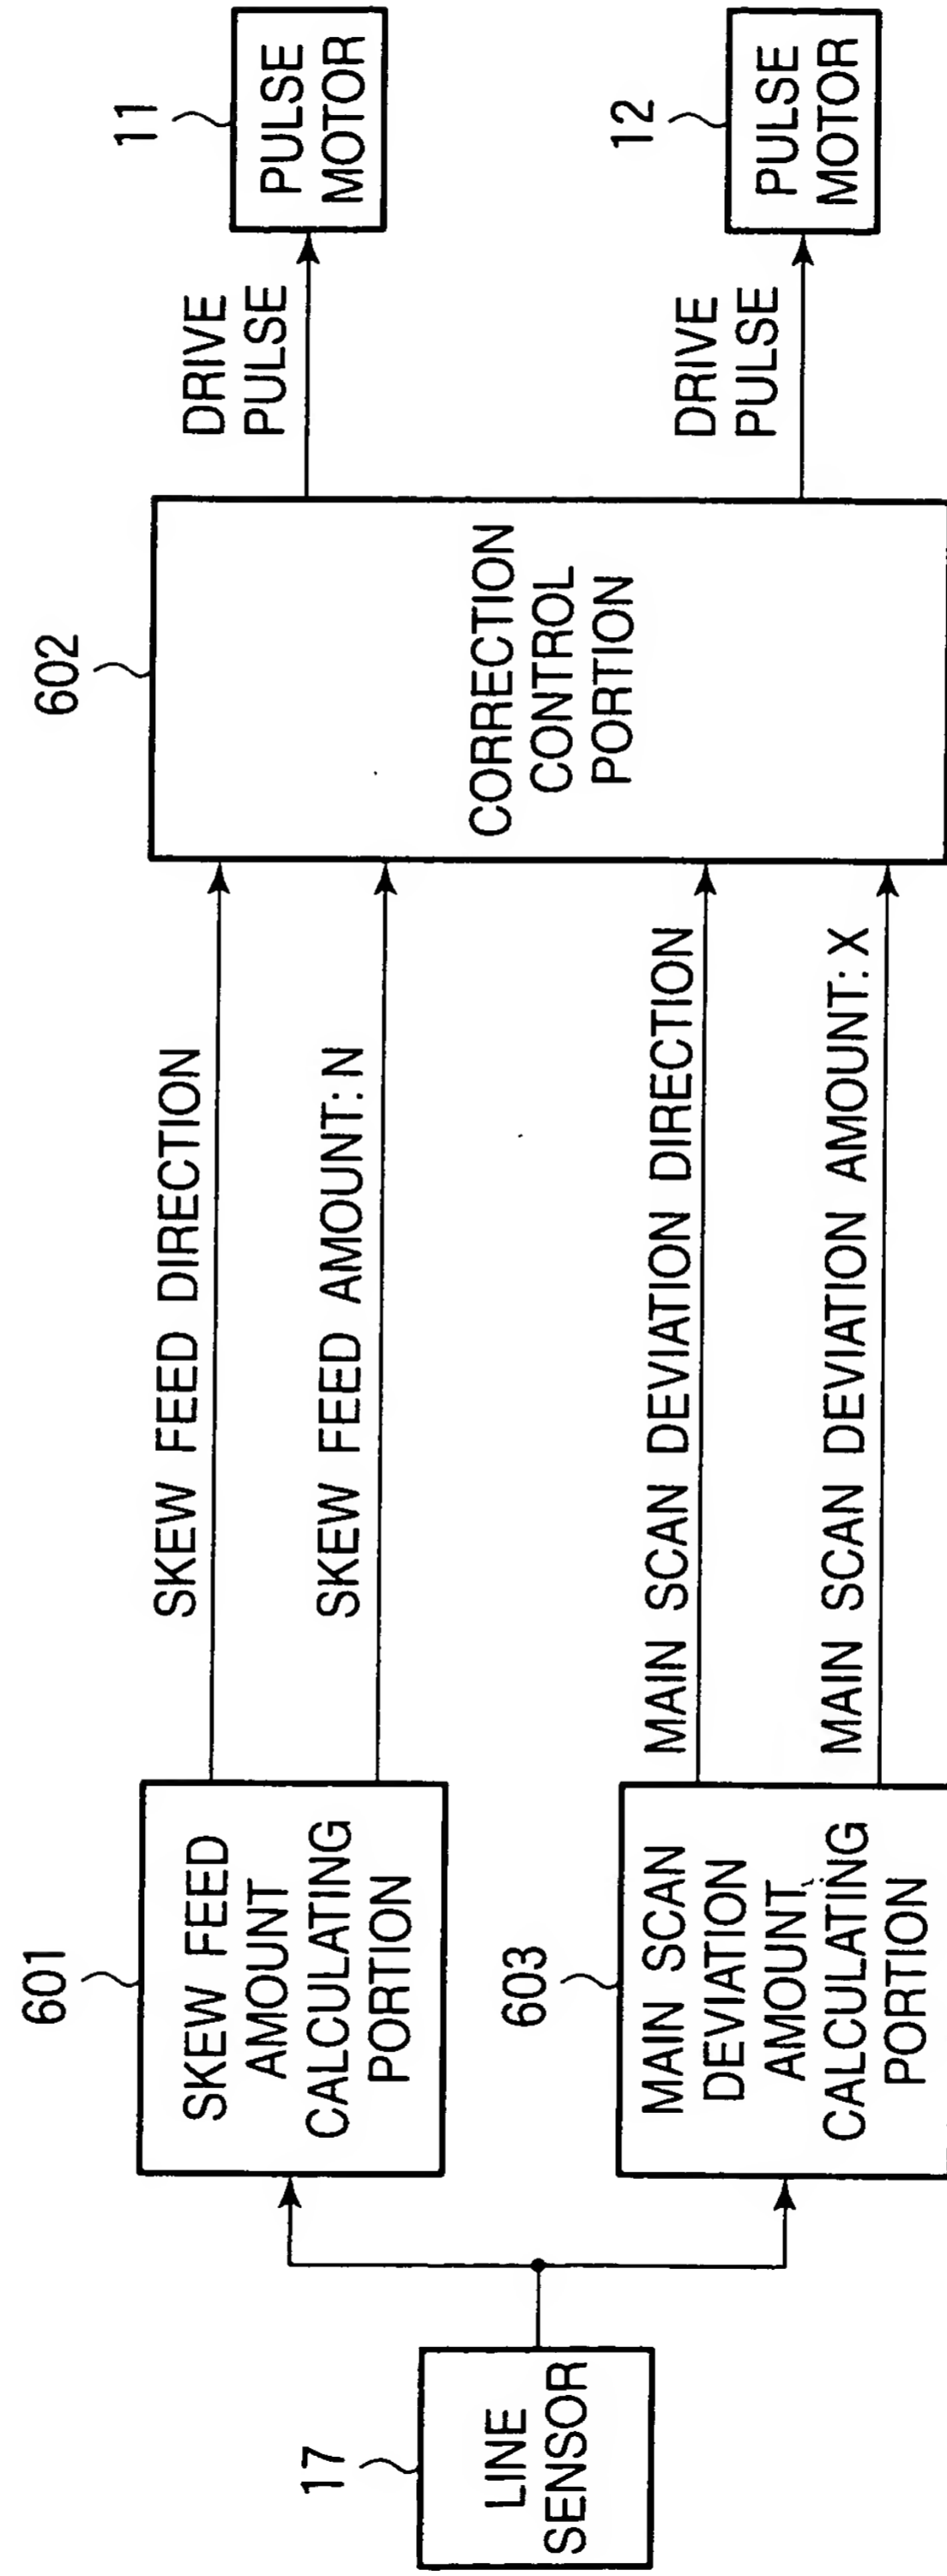 17
LINE
SENSOR
601
SKEW FEED
AMOUNT
CALCULATING
PORTION
603
MAIN SCAN
DEVIATION
AMOUNT
CALCULATING
PORTION
SKEW FEED DIRECTION
SKEW FEED AMOUNT: N
MAIN SCAN DEVIATION DIRECTION
MAIN SCAN DEVIATION AMOUNT: X
602
CORRECTION
CONTROL
PORTION
DRIVE
PULSE
11
PULSE
MOTOR
DRIVE
PULSE
12
PULSE
MOTOR